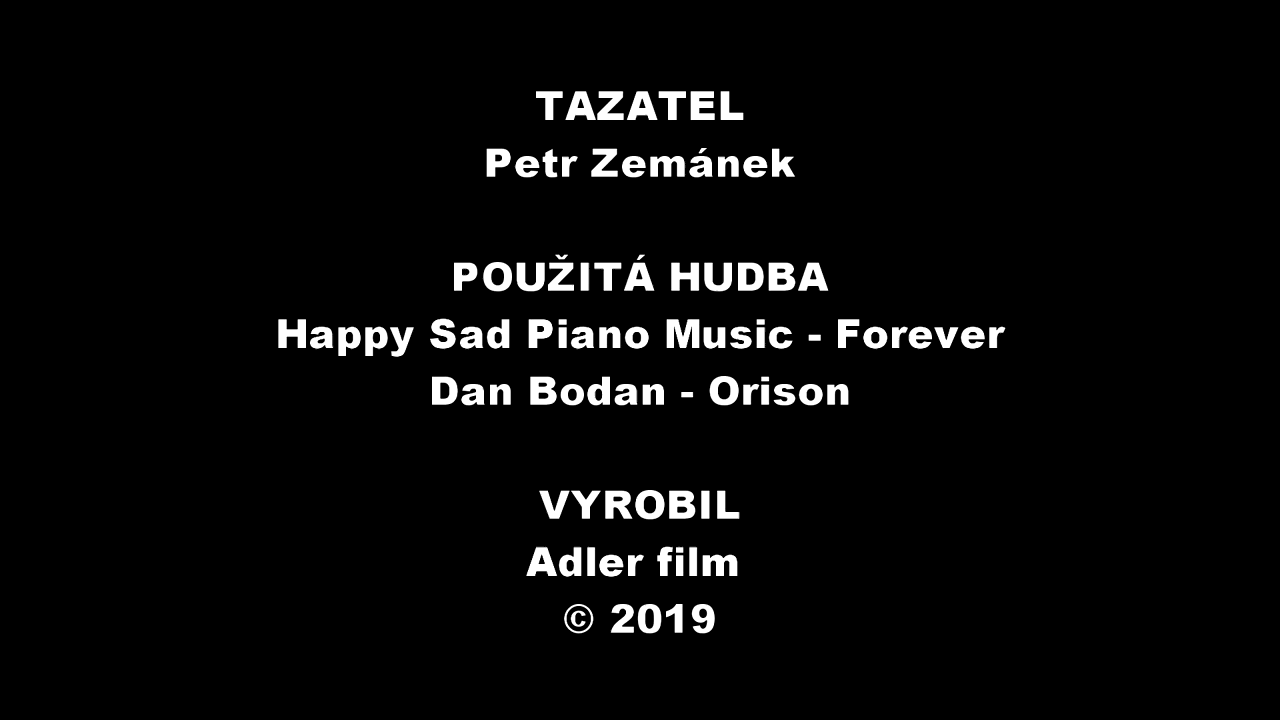 TAZATEL
Petr Zemánek
POUŽITÁ HUDBA
Happy Sad Piano Music - Forever
Dan Bodan - Orison
VYROBIL
Adler film
© 2019